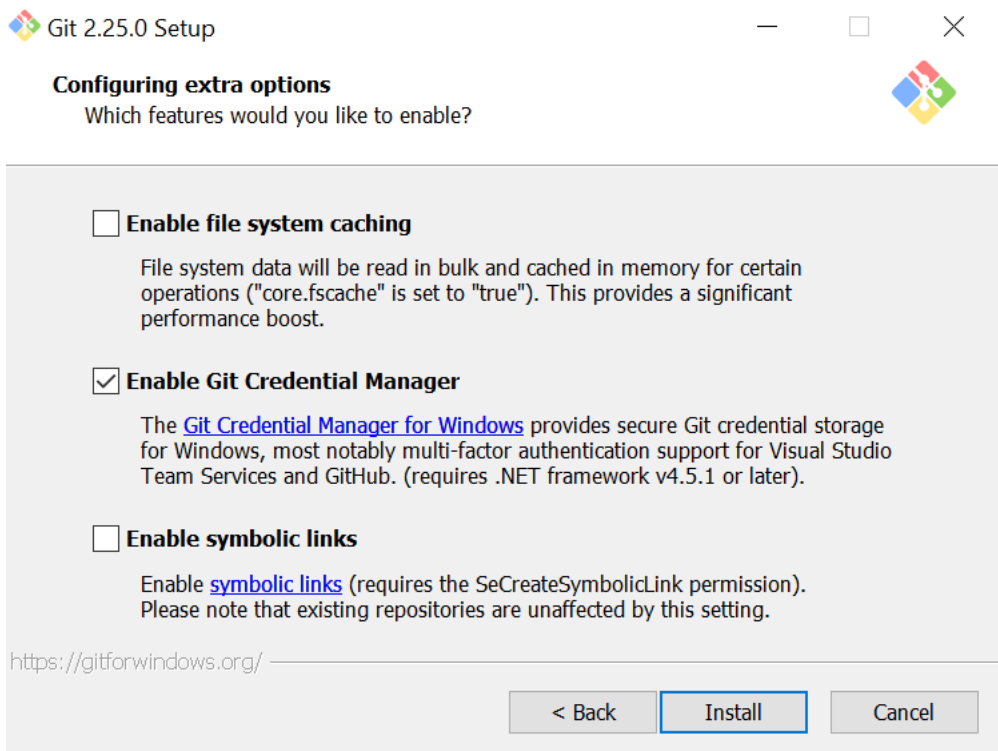 Git 2.25.0 Setup
Configuring extra options
Which features would you like to enable?
Enable file system caching
File system data will be read in bulk and cached in memory for certain
operations ("core.fscache" is set to "true"). This provides a significant
performance boost.
Enable Git Credential Manager
The Git Credential Manager for Windows provides secure Git credential storage
for Windows, most notably multi-factor authentication support for Visual Studio
Team Services and GitHub. (requires .NET framework v4.5.1 or later).
Enable symbolic links
Enable symbolic links (requires the SeCreateSymbolicLink permission).
Please note that existing repositories are unaffected by this setting.
https://gitforwindows.org/
< Back Install Cancel